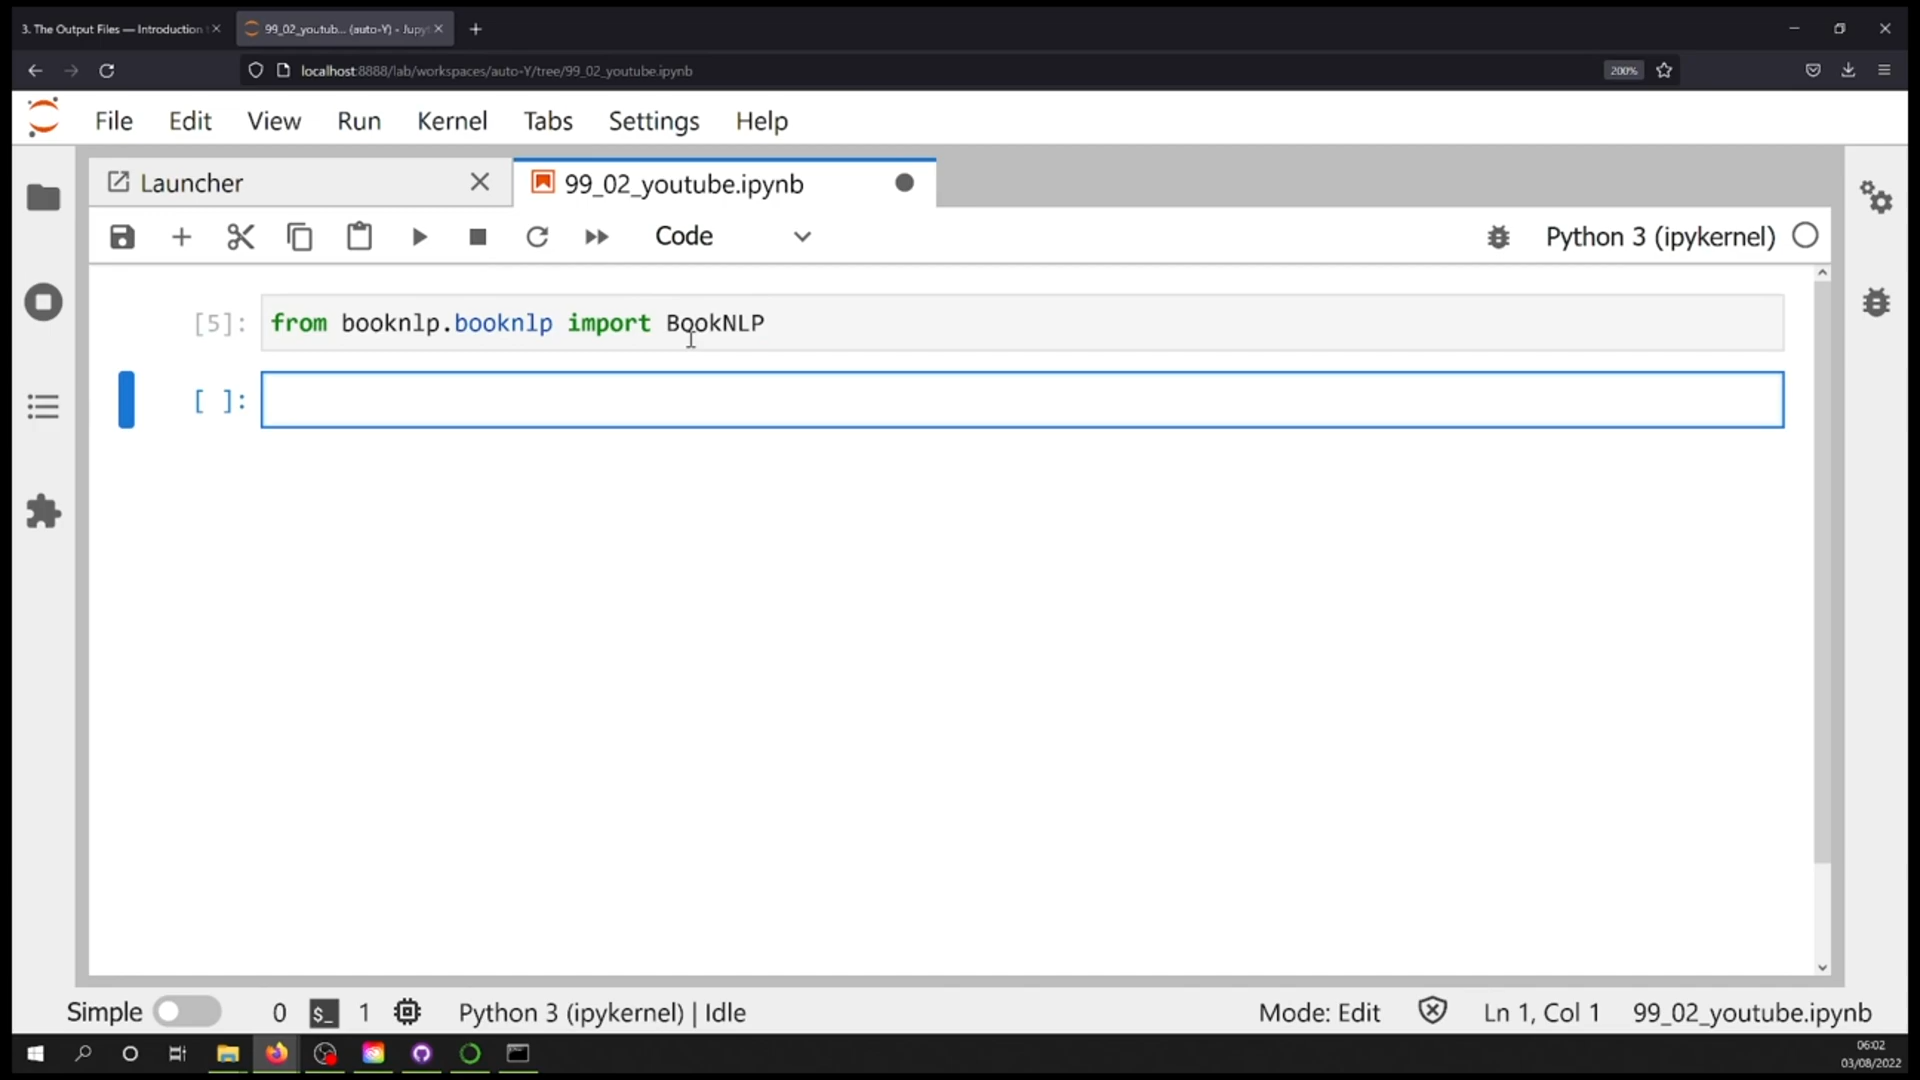 3. The Output Files — Introduction
99_02_youtub... (auto-Y) - Jupyt
localhost:8888/lab/workspaces/auto-Y/tree/99_02_youtube.ipynb
200%
File Edit View Run Kernel Tabs Settings Help
Launcher
99_02_youtube.ipynb
Code
Python 3 (ipykernel)
[5]: from booknlp.booknlp import BookNLP
[ ]:
Simple 0 $_ 1 Python 3 (ipykernel) | Idle Mode: Edit Ln 1, Col 1 99_02_youtube.ipynb
06:02
03/08/2022